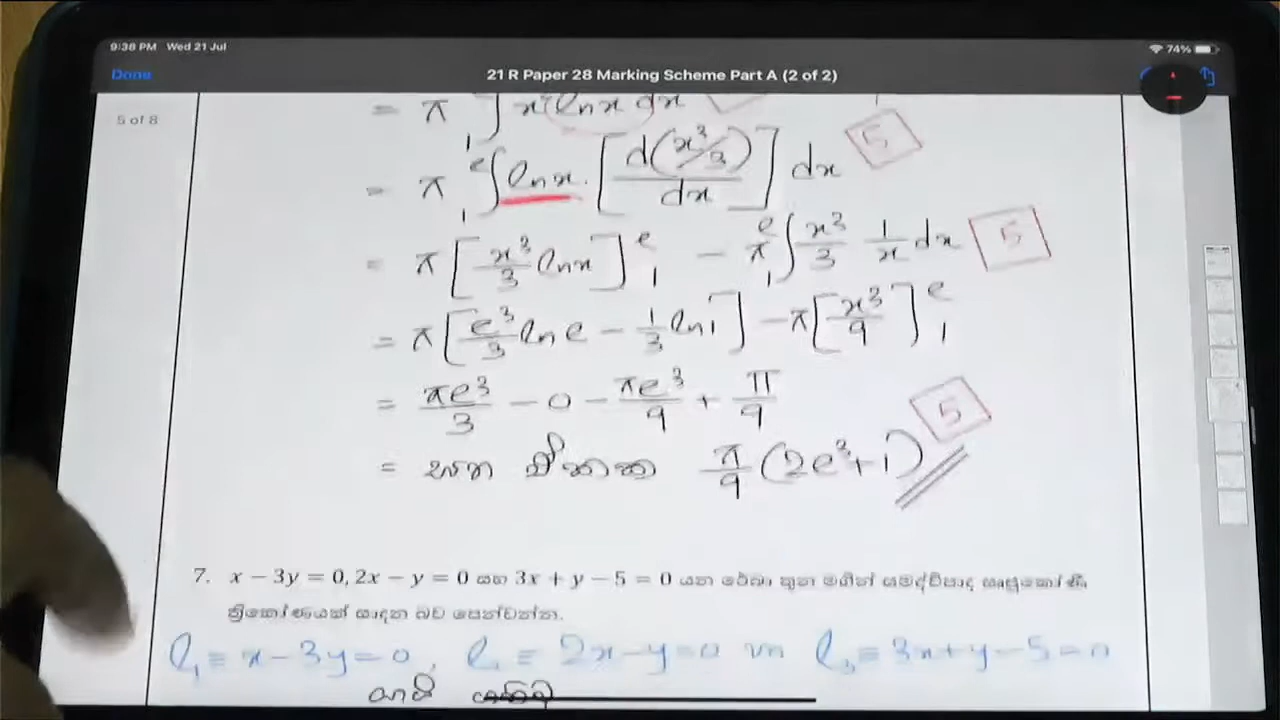 9:38 PM Wed 21 Jul
74%
Done
21 R Paper 28 Marking Scheme Part A (2 of 2)
5 of 8
= π ∫₁ x² ln x dx
= π ₁ᵉ∫ ln x . [ d(x³/3) / dx ] dx 5
= π [ x³/3 ln x ]₁ᵉ − π ₁ᵉ∫ x³/3 1/x dx 5
= π [ e³/3 ln e − 1/3 ln 1 ] − π [ x³/9 ]₁ᵉ
= πe³/3 − 0 − πe³/9 + π/9
= ඝන ඒකක π/9 (2e³+1) 5
7. x − 3y = 0, 2x − y = 0 සහ 3x + y − 5 = 0 යන රේඛා තුන මගින් සමද්විපාද ඍජුකෝණී
ත්‍රිකෝණයක් සාදන බව පෙන්වන්න.
l₁ ≡ x − 3y = 0, l ≡ 2x − y = 0 හා l₃ ≡ 3x + y − 5 = 0